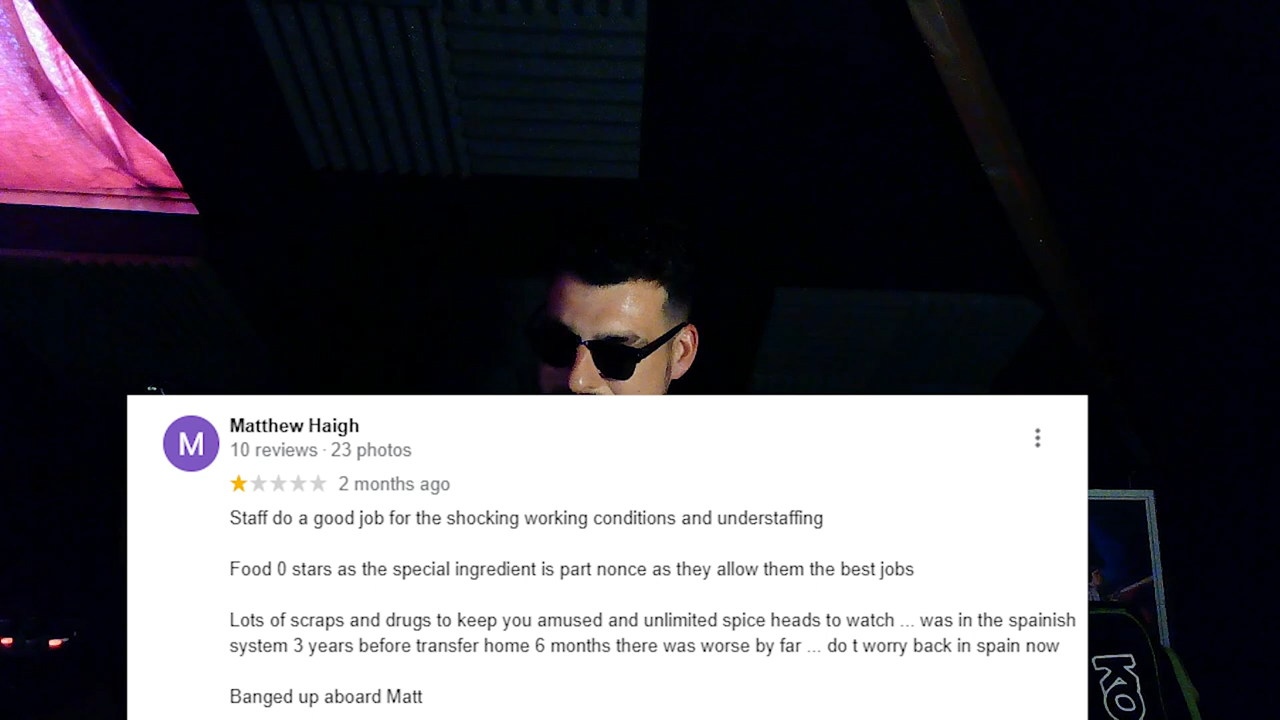 Matthew Haigh
M
10 reviews · 23 photos
2 months ago
Staff do a good job for the shocking working conditions and understaffing
Food 0 stars as the special ingredient is part nonce as they allow them the best jobs
Lots of scraps and drugs to keep you amused and unlimited spice heads to watch ... was in the spainish
system 3 years before transfer home 6 months there was worse by far ... do t worry back in spain now
Banged up aboard Matt
KO